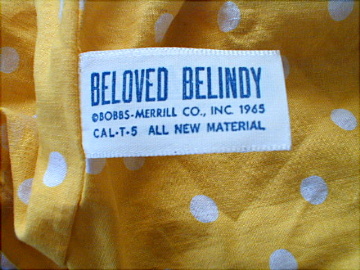 BELOVED BELINDY
©BOBBS-MERRILL CO., INC. 1965
CAL-T-5 ALL NEW MATERIAL